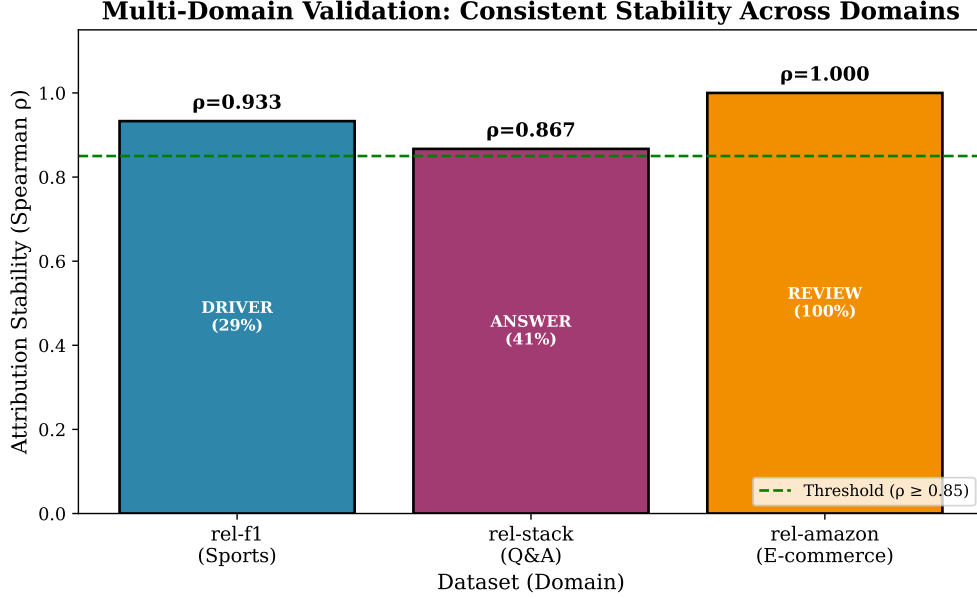 Multi-Domain Validation: Consistent Stability Across Domains
Attribution Stability (Spearman ρ)
1.0
0.8
0.6
0.4
0.2
0.0
ρ=0.933
ρ=0.867
ρ=1.000
DRIVER
(29%)
ANSWER
(41%)
REVIEW
(100%)
Threshold (ρ ≥ 0.85)
rel-f1
(Sports)
rel-stack
(Q&A)
rel-amazon
(E-commerce)
Dataset (Domain)